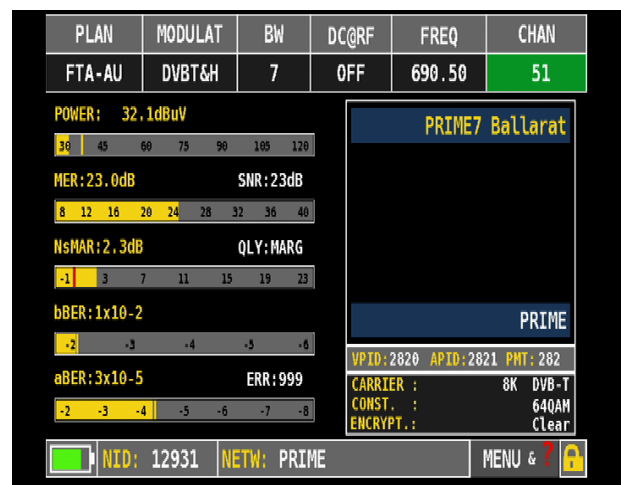 PLAN MODULAT BW DC@RF FREQ CHAN
FTA-AU DVBT&H 7 OFF 690.50 51
POWER: 32.1dBuV
30 45 60 75 90 105 120
MER:23.0dB SNR:23dB
8 12 16 20 24 28 32 36 40
NsMAR:2.3dB QLY:MARG
-1 3 7 11 15 19 23
bBER:1x10-2
-2 -3 -4 -5 -6
aBER:3x10-5 ERR:999
-2 -3 -4 -5 -6 -7 -8
PRIME7 Ballarat
PRIME
VPID:2820 APID:2821 PMT:282
CARRIER : 8K DVB-T
CONST. : 64QAM
ENCRYPT.: Clear
NID: 12931 NETW: PRIME MENU & ?